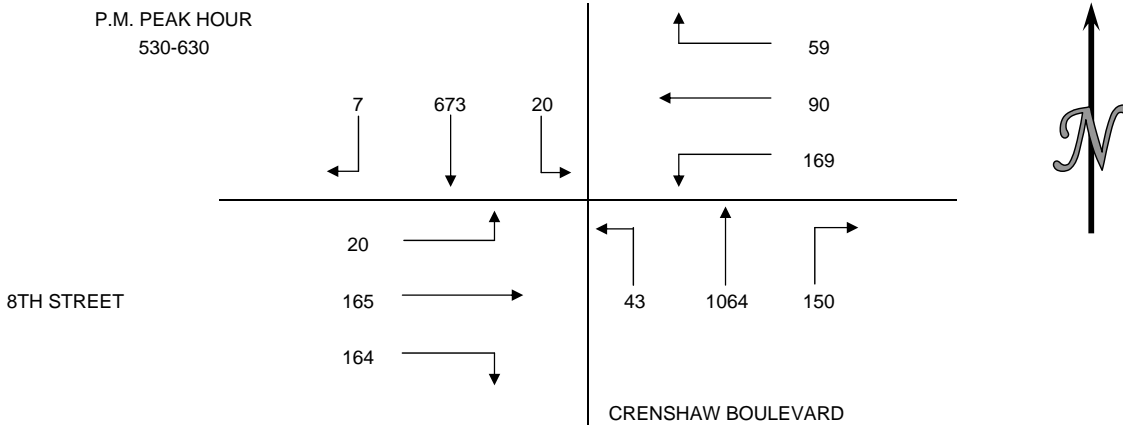 P.M. PEAK HOUR
530-630
59
7 673 20 90
169
20
8TH STREET 165 43 1064 150
164
CRENSHAW BOULEVARD
N